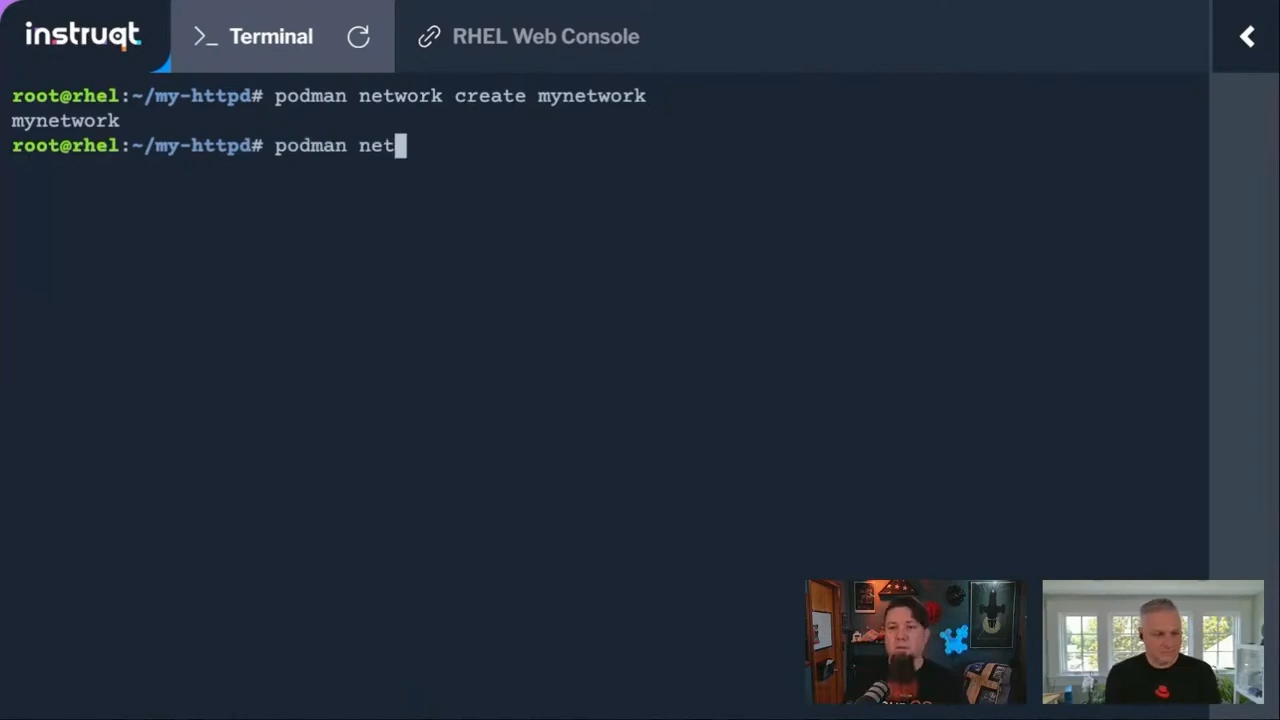 instruqt
>_ Terminal
RHEL Web Console
root@rhel:~/my-httpd# podman network create mynetwork
mynetwork
root@rhel:~/my-httpd# podman net